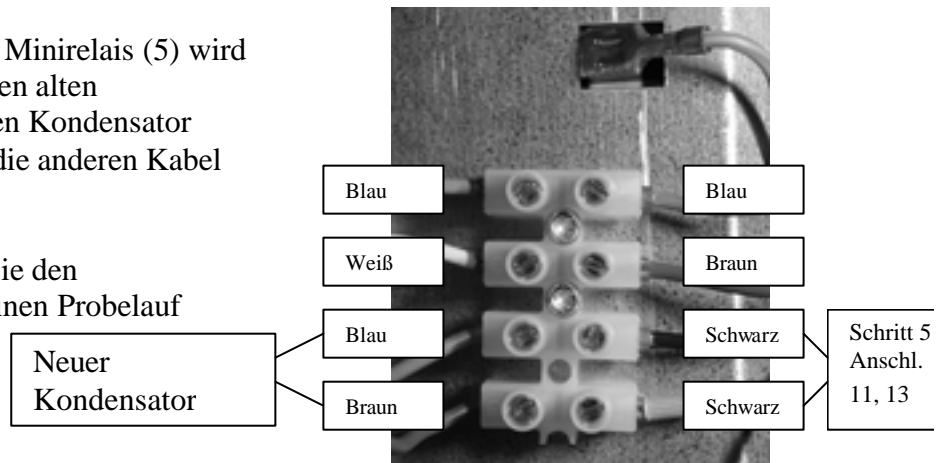 Minirelais (5) wird
en alten
en Kondensator
die anderen Kabel
ie den
inen Probelauf
Blau
Blau
Weiß
Braun
Blau
Schwarz
Braun
Schwarz
Neuer
Kondensator
Schritt 5
Anschl.
11, 13